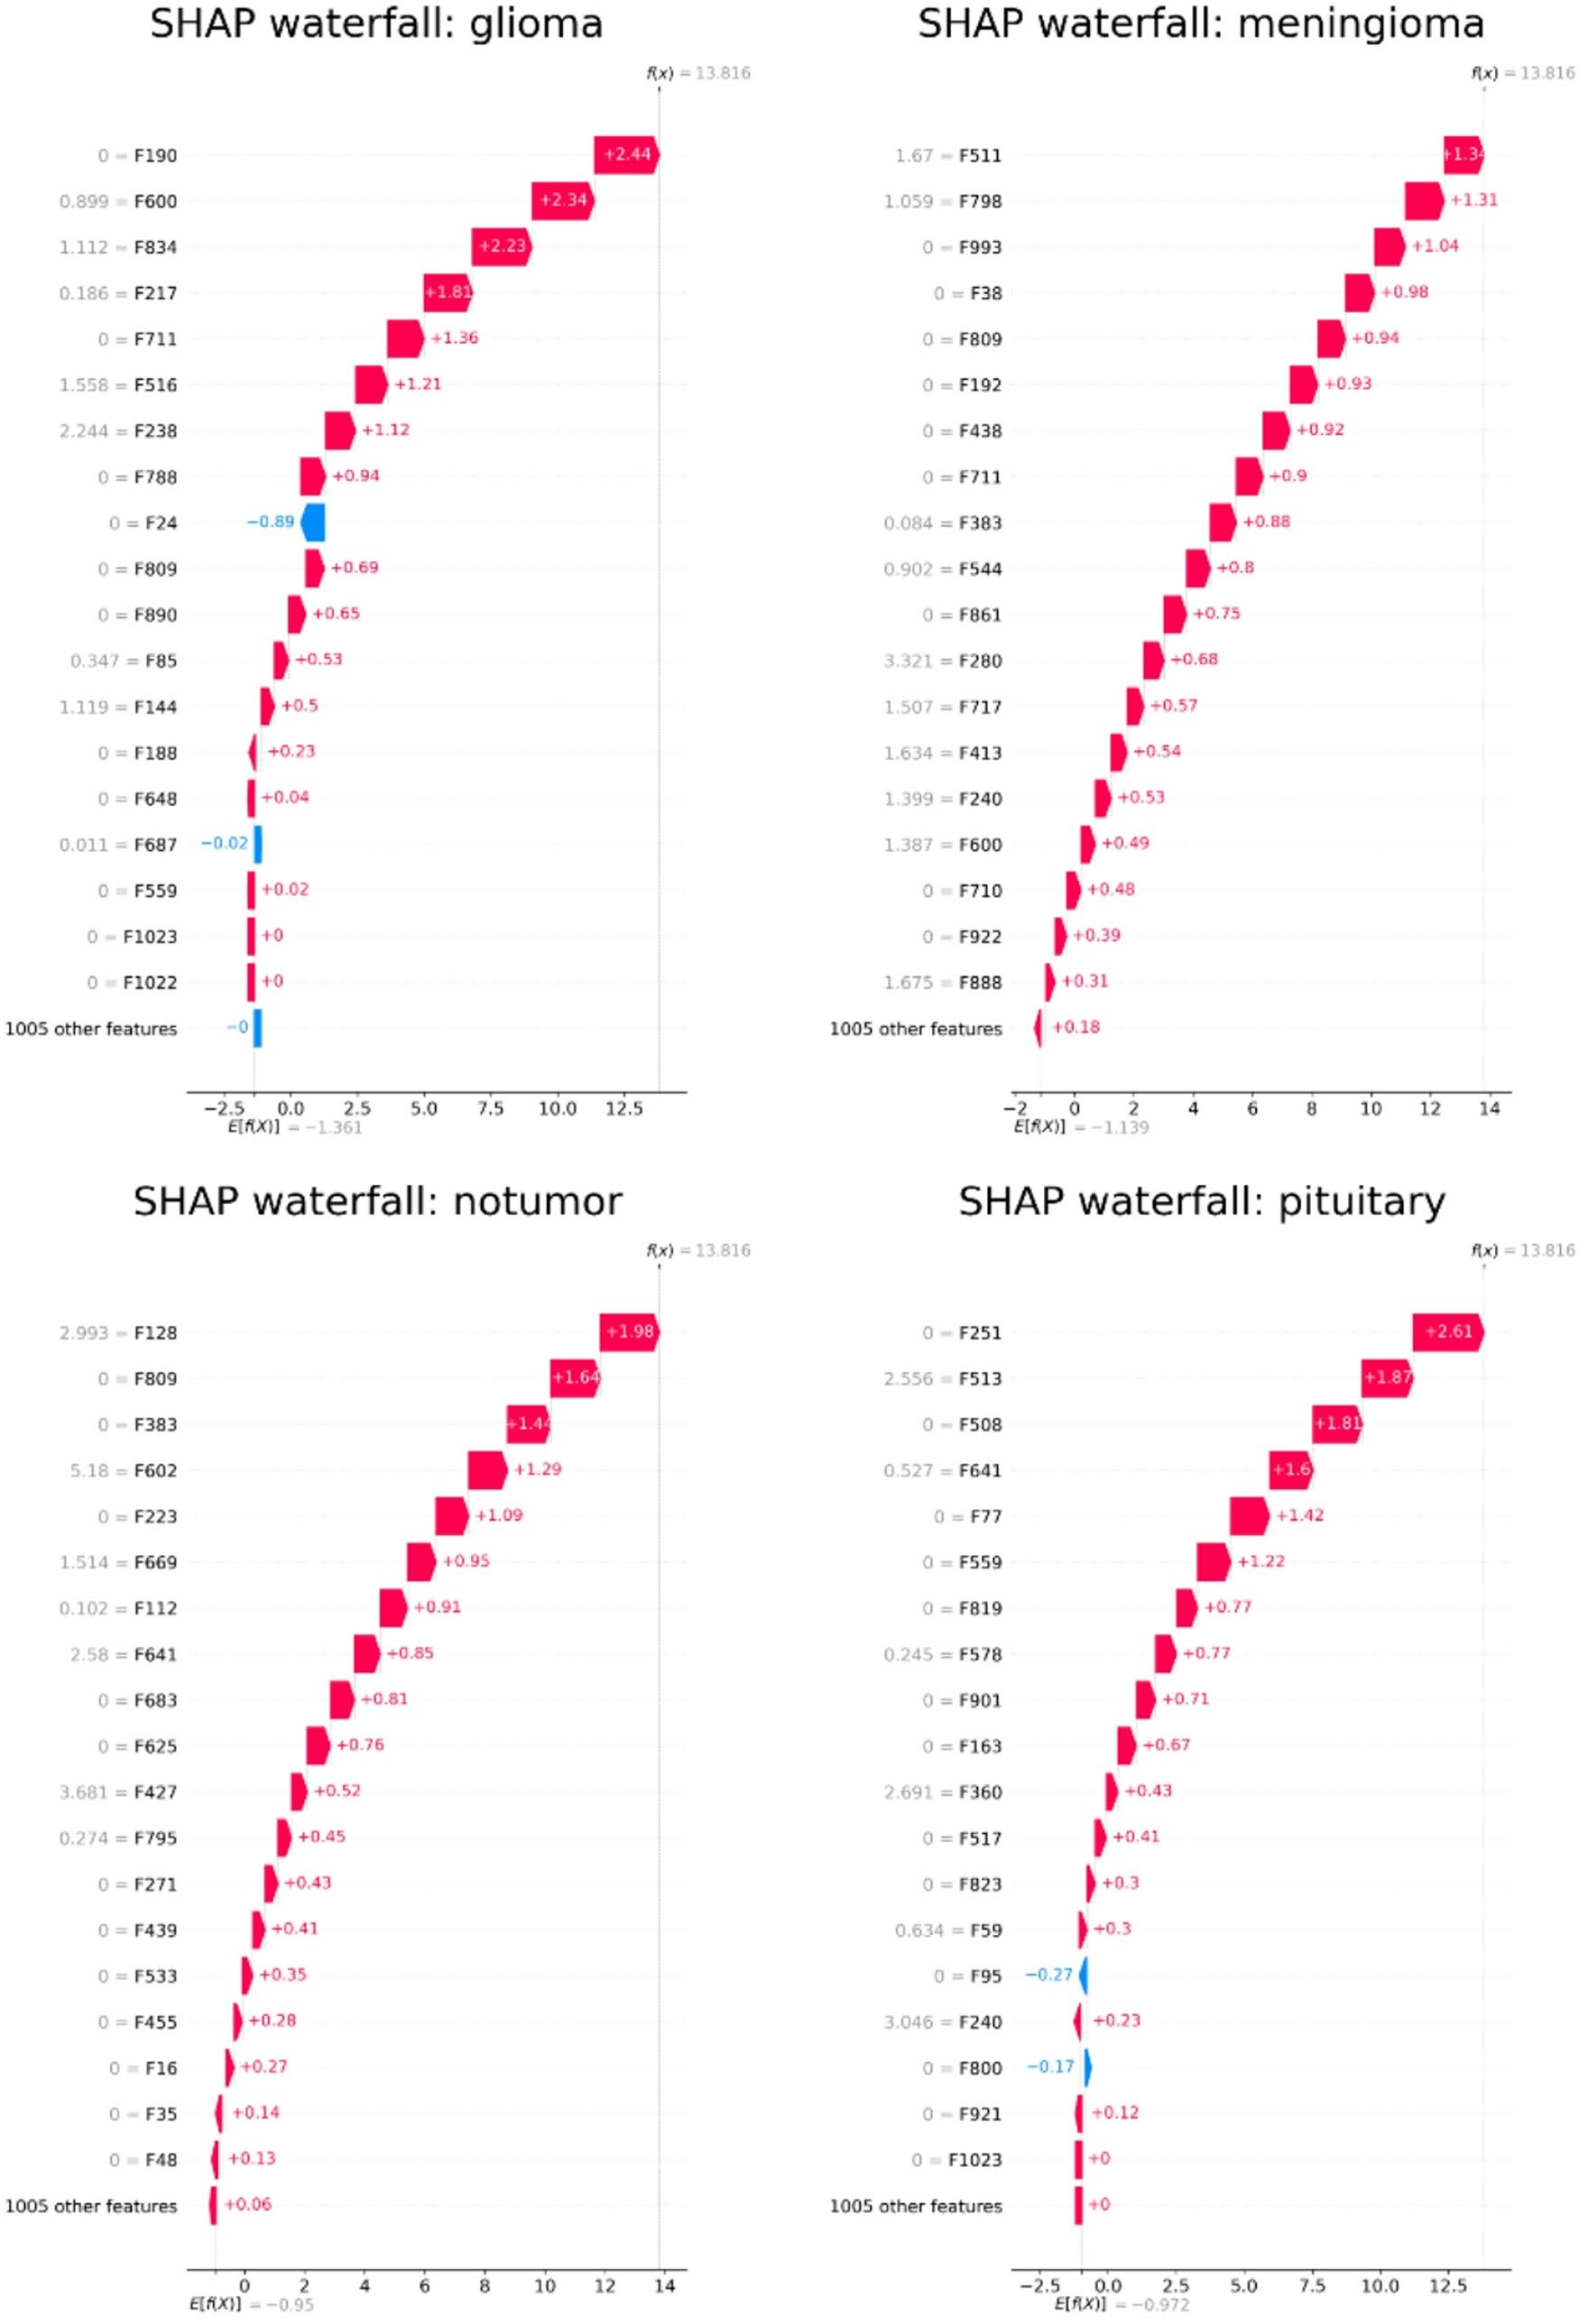 SHAP waterfall: glioma
f(x) = 13.816
0 = F190 +2.44
0.899 = F600 +2.34
1.112 = F834 +2.23
0.186 = F217 +1.81
0 = F711 +1.36
1.558 = F516 +1.21
2.244 = F238 +1.12
0 = F788 +0.94
0 = F24 −0.89
0 = F809 +0.69
0 = F890 +0.65
0.347 = F85 +0.53
1.119 = F144 +0.5
0 = F188 +0.23
0 = F648 +0.04
0.011 = F687 −0.02
0 = F559 +0.02
0 = F1023 +0
0 = F1022 +0
1005 other features −0
−2.5 0.0 2.5 5.0 7.5 10.0 12.5
E[f(X)] = −1.361
SHAP waterfall: meningioma
f(x) = 13.816
1.67 = F511 +1.34
1.059 = F798 +1.31
0 = F993 +1.04
0 = F38 +0.98
0 = F809 +0.94
0 = F192 +0.93
0 = F438 +0.92
0 = F711 +0.9
0.084 = F383 +0.88
0.902 = F544 +0.8
0 = F861 +0.75
3.321 = F280 +0.68
1.507 = F717 +0.57
1.634 = F413 +0.54
1.399 = F240 +0.53
1.387 = F600 +0.49
0 = F710 +0.48
0 = F922 +0.39
1.675 = F888 +0.31
1005 other features +0.18
−2 0 2 4 6 8 10 12 14
E[f(X)] = −1.139
SHAP waterfall: notumor
f(x) = 13.816
2.993 = F128 +1.98
0 = F809 +1.64
0 = F383 +1.44
5.18 = F602 +1.29
0 = F223 +1.09
1.514 = F669 +0.95
0.102 = F112 +0.91
2.58 = F641 +0.85
0 = F683 +0.81
0 = F625 +0.76
3.681 = F427 +0.52
0.274 = F795 +0.45
0 = F271 +0.43
0 = F439 +0.41
0 = F533 +0.35
0 = F455 +0.28
0 = F16 +0.27
0 = F35 +0.14
0 = F48 +0.13
1005 other features +0.06
0 2 4 6 8 10 12 14
E[f(X)] = −0.95
SHAP waterfall: pituitary
f(x) = 13.816
0 = F251 +2.61
2.556 = F513 +1.87
0 = F508 +1.81
0.527 = F641 +1.6
0 = F77 +1.42
0 = F559 +1.22
0 = F819 +0.77
0.245 = F578 +0.77
0 = F901 +0.71
0 = F163 +0.67
2.691 = F360 +0.43
0 = F517 +0.41
0 = F823 +0.3
0.634 = F59 +0.3
0 = F95 −0.27
3.046 = F240 +0.23
0 = F800 −0.17
0 = F921 +0.12
0 = F1023 +0
1005 other features +0
−2.5 0.0 2.5 5.0 7.5 10.0 12.5
E[f(X)] = −0.972